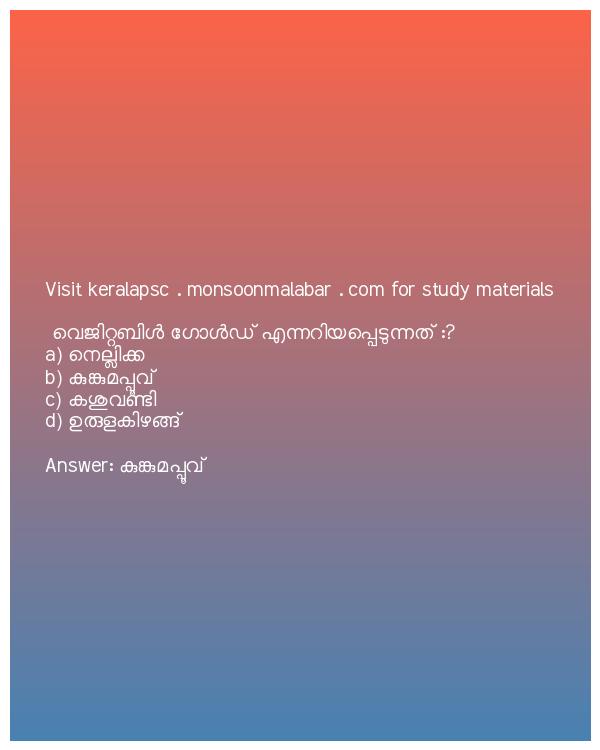 Visit keralapsc . monsoonmalabar . com for study materials
വെജിറ്റബിൾ ഗോൾഡ് എന്നറിയപ്പെടുന്നത് :?
a) നെല്ലിക്ക
b) കുങ്കുമപ്പൂവ്
c) കശുവണ്ടി
d) ഉരുളകിഴങ്ങ്
Answer: കുങ്കുമപ്പൂവ്